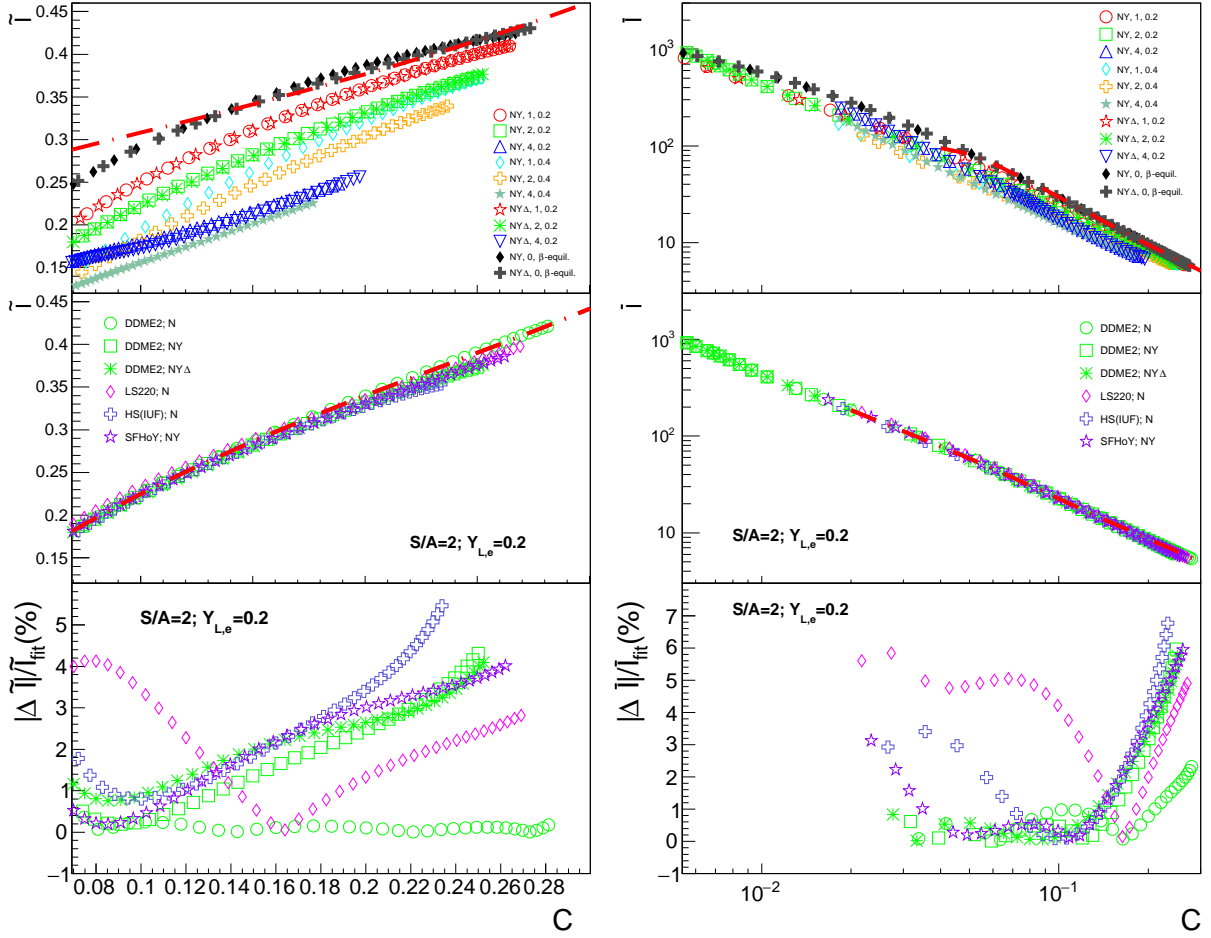 Ĩ
0.45
0.4
0.35
0.3
0.25
0.2
0.15
NY, 1, 0.2
NY, 2, 0.2
NY, 4, 0.2
NY, 1, 0.4
NY, 2, 0.4
NY, 4, 0.4
NYΔ, 1, 0.2
NYΔ, 2, 0.2
NYΔ, 4, 0.2
NY, 0, β-equil.
NYΔ, 0, β-equil.
Ī
10³
10²
10
NY, 1, 0.2
NY, 2, 0.2
NY, 4, 0.2
NY, 1, 0.4
NY, 2, 0.4
NY, 4, 0.4
NYΔ, 1, 0.2
NYΔ, 2, 0.2
NYΔ, 4, 0.2
NY, 0, β-equil.
NYΔ, 0, β-equil.
Ĩ
0.45
0.4
0.35
0.3
0.25
0.2
0.15
DDME2; N
DDME2; NY
DDME2; NYΔ
LS220; N
HS(IUF); N
SFHoY; NY
S/A=2; Y_{L,e}=0.2
Ī
10³
10²
10
DDME2; N
DDME2; NY
DDME2; NYΔ
LS220; N
HS(IUF); N
SFHoY; NY
S/A=2; Y_{L,e}=0.2
|Δ Ĩ|/Ĩ_{fit}(%)
5
4
3
2
1
0
−1
S/A=2; Y_{L,e}=0.2
0.08 0.1 0.12 0.14 0.16 0.18 0.2 0.22 0.24 0.26 0.28
C
|Δ Ī|/Ī_{fit}(%)
7
6
5
4
3
2
1
0
−1
S/A=2; Y_{L,e}=0.2
10⁻² 10⁻¹
C